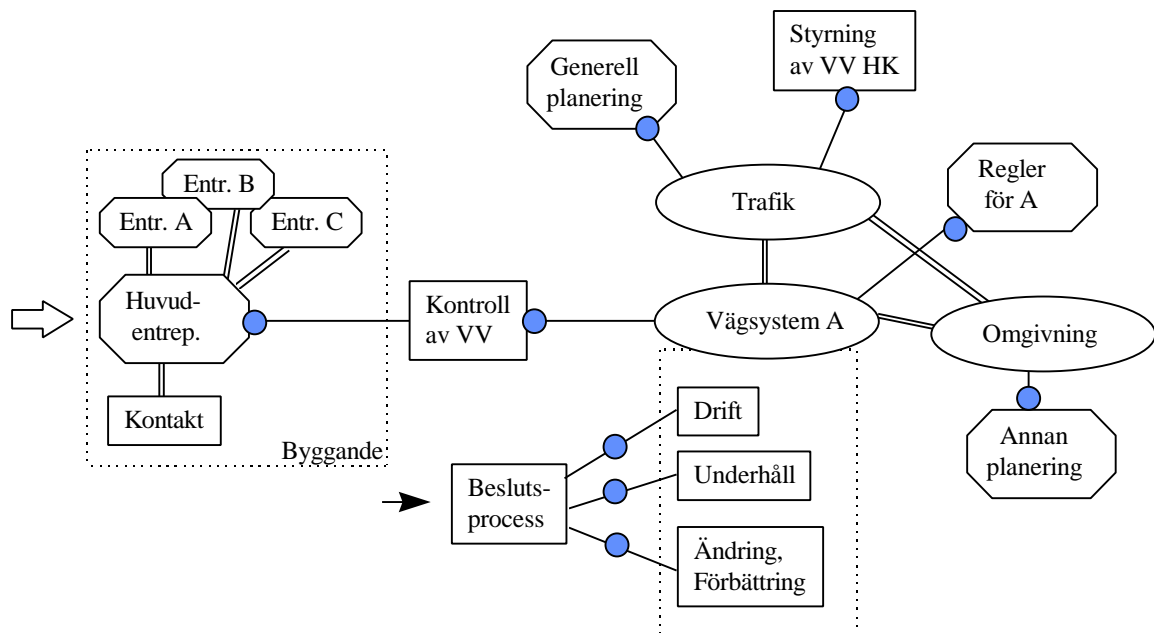 Styrning
av VV HK
Generell
planering
Entr. B
Entr. A
Entr. C
Trafik
Regler
för A
Huvud-
entrep.
Kontroll
av VV
Vägsystem A
Omgivning
Kontakt
Byggande
Drift
Annan
planering
Besluts-
process
Underhåll
Ändring,
Förbättring